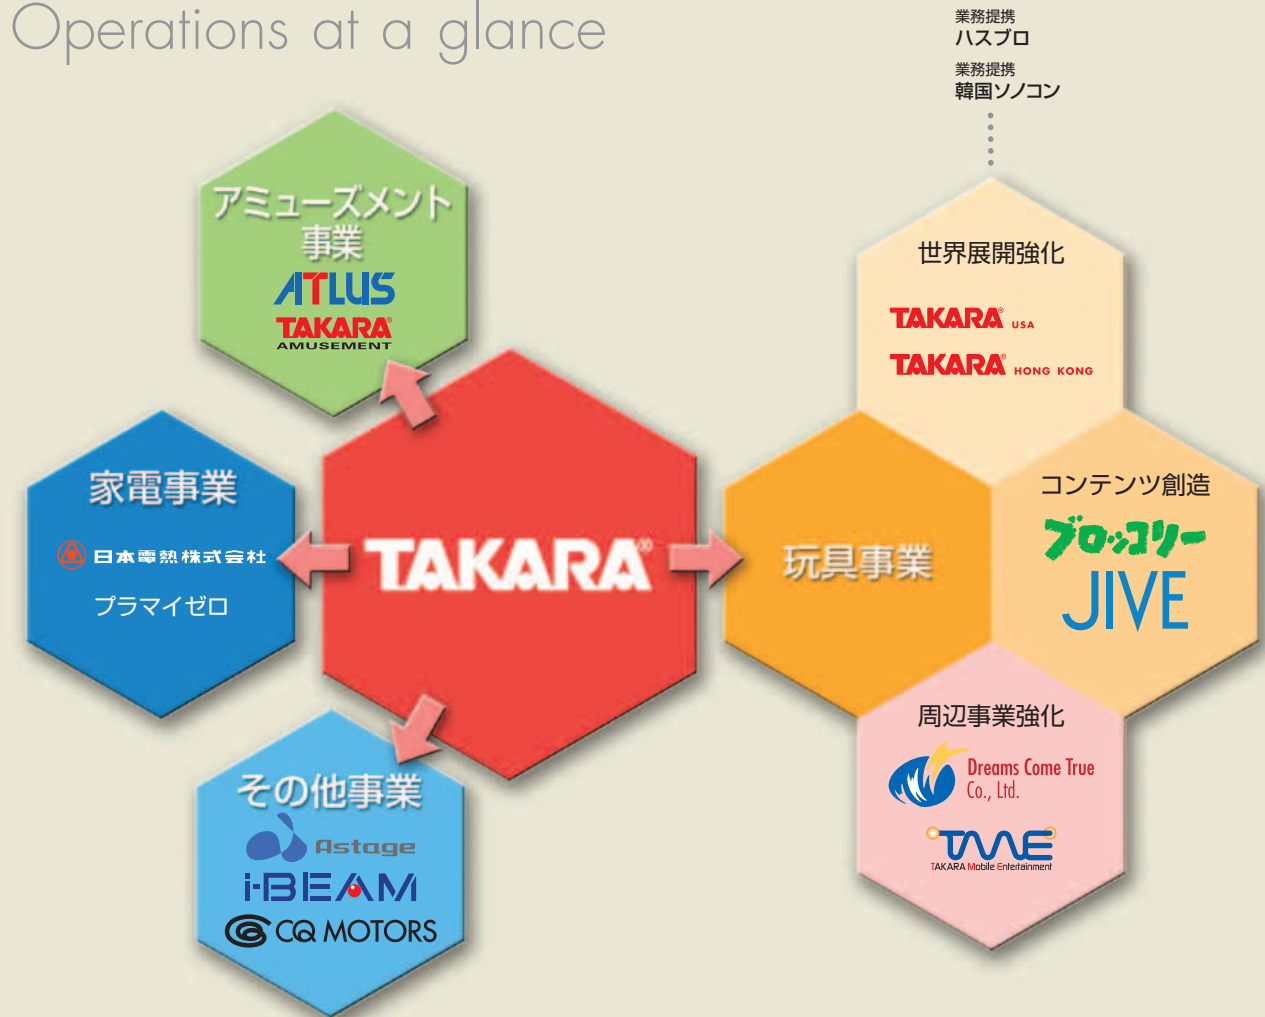 Operations at a glance
業務提携
ハスブロ
業務提携
韓国ソノコン
アミューズメント
事業
ATLUS
TAKARA®
AMUSEMENT
家電事業
日本電熱株式会社
プラマイゼロ
TAKARA®
その他事業
Astage
i-BEAM
CQ MOTORS
玩具事業
世界展開強化
TAKARA® USA
TAKARA® HONG KONG
コンテンツ創造
ブロッコリー
JIVE
周辺事業強化
Dreams Come True
Co., Ltd.
TME
TAKARA Mobile Entertainment